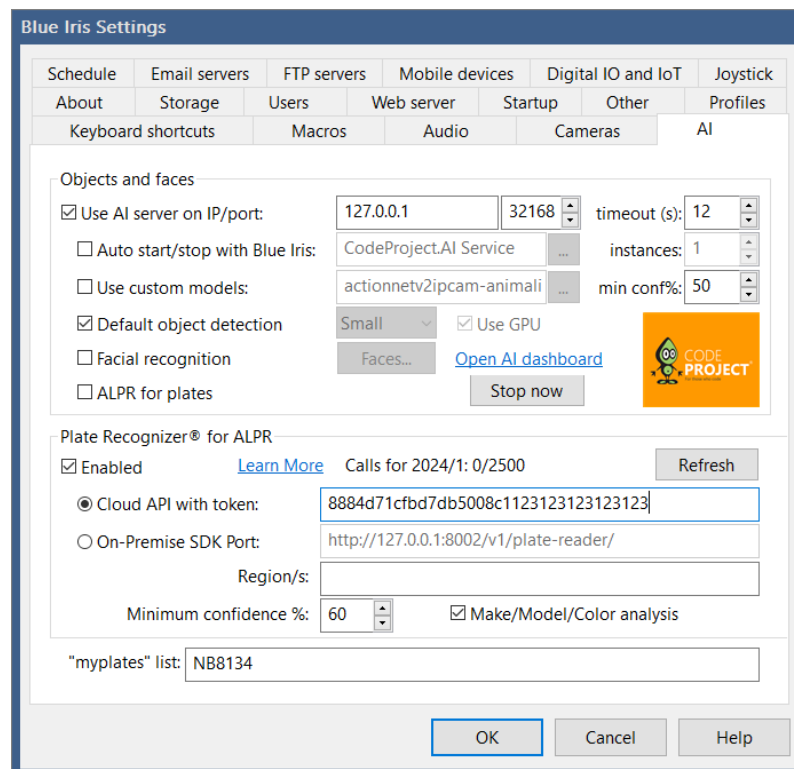 Blue Iris Settings
Schedule Email servers FTP servers Mobile devices Digital IO and IoT Joystick
About Storage Users Web server Startup Other Profiles
Keyboard shortcuts Macros Audio Cameras AI
Objects and faces
Use AI server on IP/port: 127.0.0.1 32168 timeout (s): 12
Auto start/stop with Blue Iris: CodeProject.AI Service ... instances: 1
Use custom models: actionnetv2ipcam-animali ... min conf%: 50
Default object detection Small Use GPU
Facial recognition Faces... Open AI dashboard CODE PROJECT
ALPR for plates Stop now
Plate Recognizer® for ALPR
Enabled Learn More Calls for 2024/1: 0/2500 Refresh
Cloud API with token: 8884d71cfbd7db5008c1123123123123123
On-Premise SDK Port: http://127.0.0.1:8002/v1/plate-reader/
Region/s:
Minimum confidence %: 60 Make/Model/Color analysis
"myplates" list: NB8134
OK Cancel Help